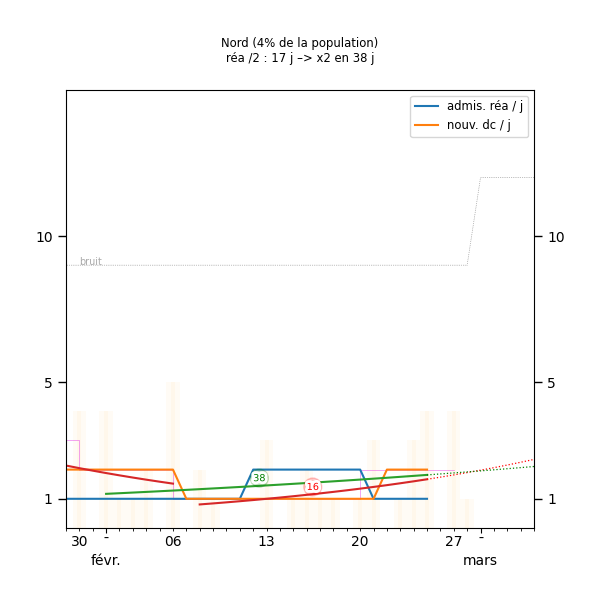 Nord (4% de la population)
réa /2 : 17 j –> x2 en 38 j
admis. réa / j
nouv. dc / j
10
10
bruit
5
5
38
16
1
1
30
-
06
13
20
27
-
févr.
mars